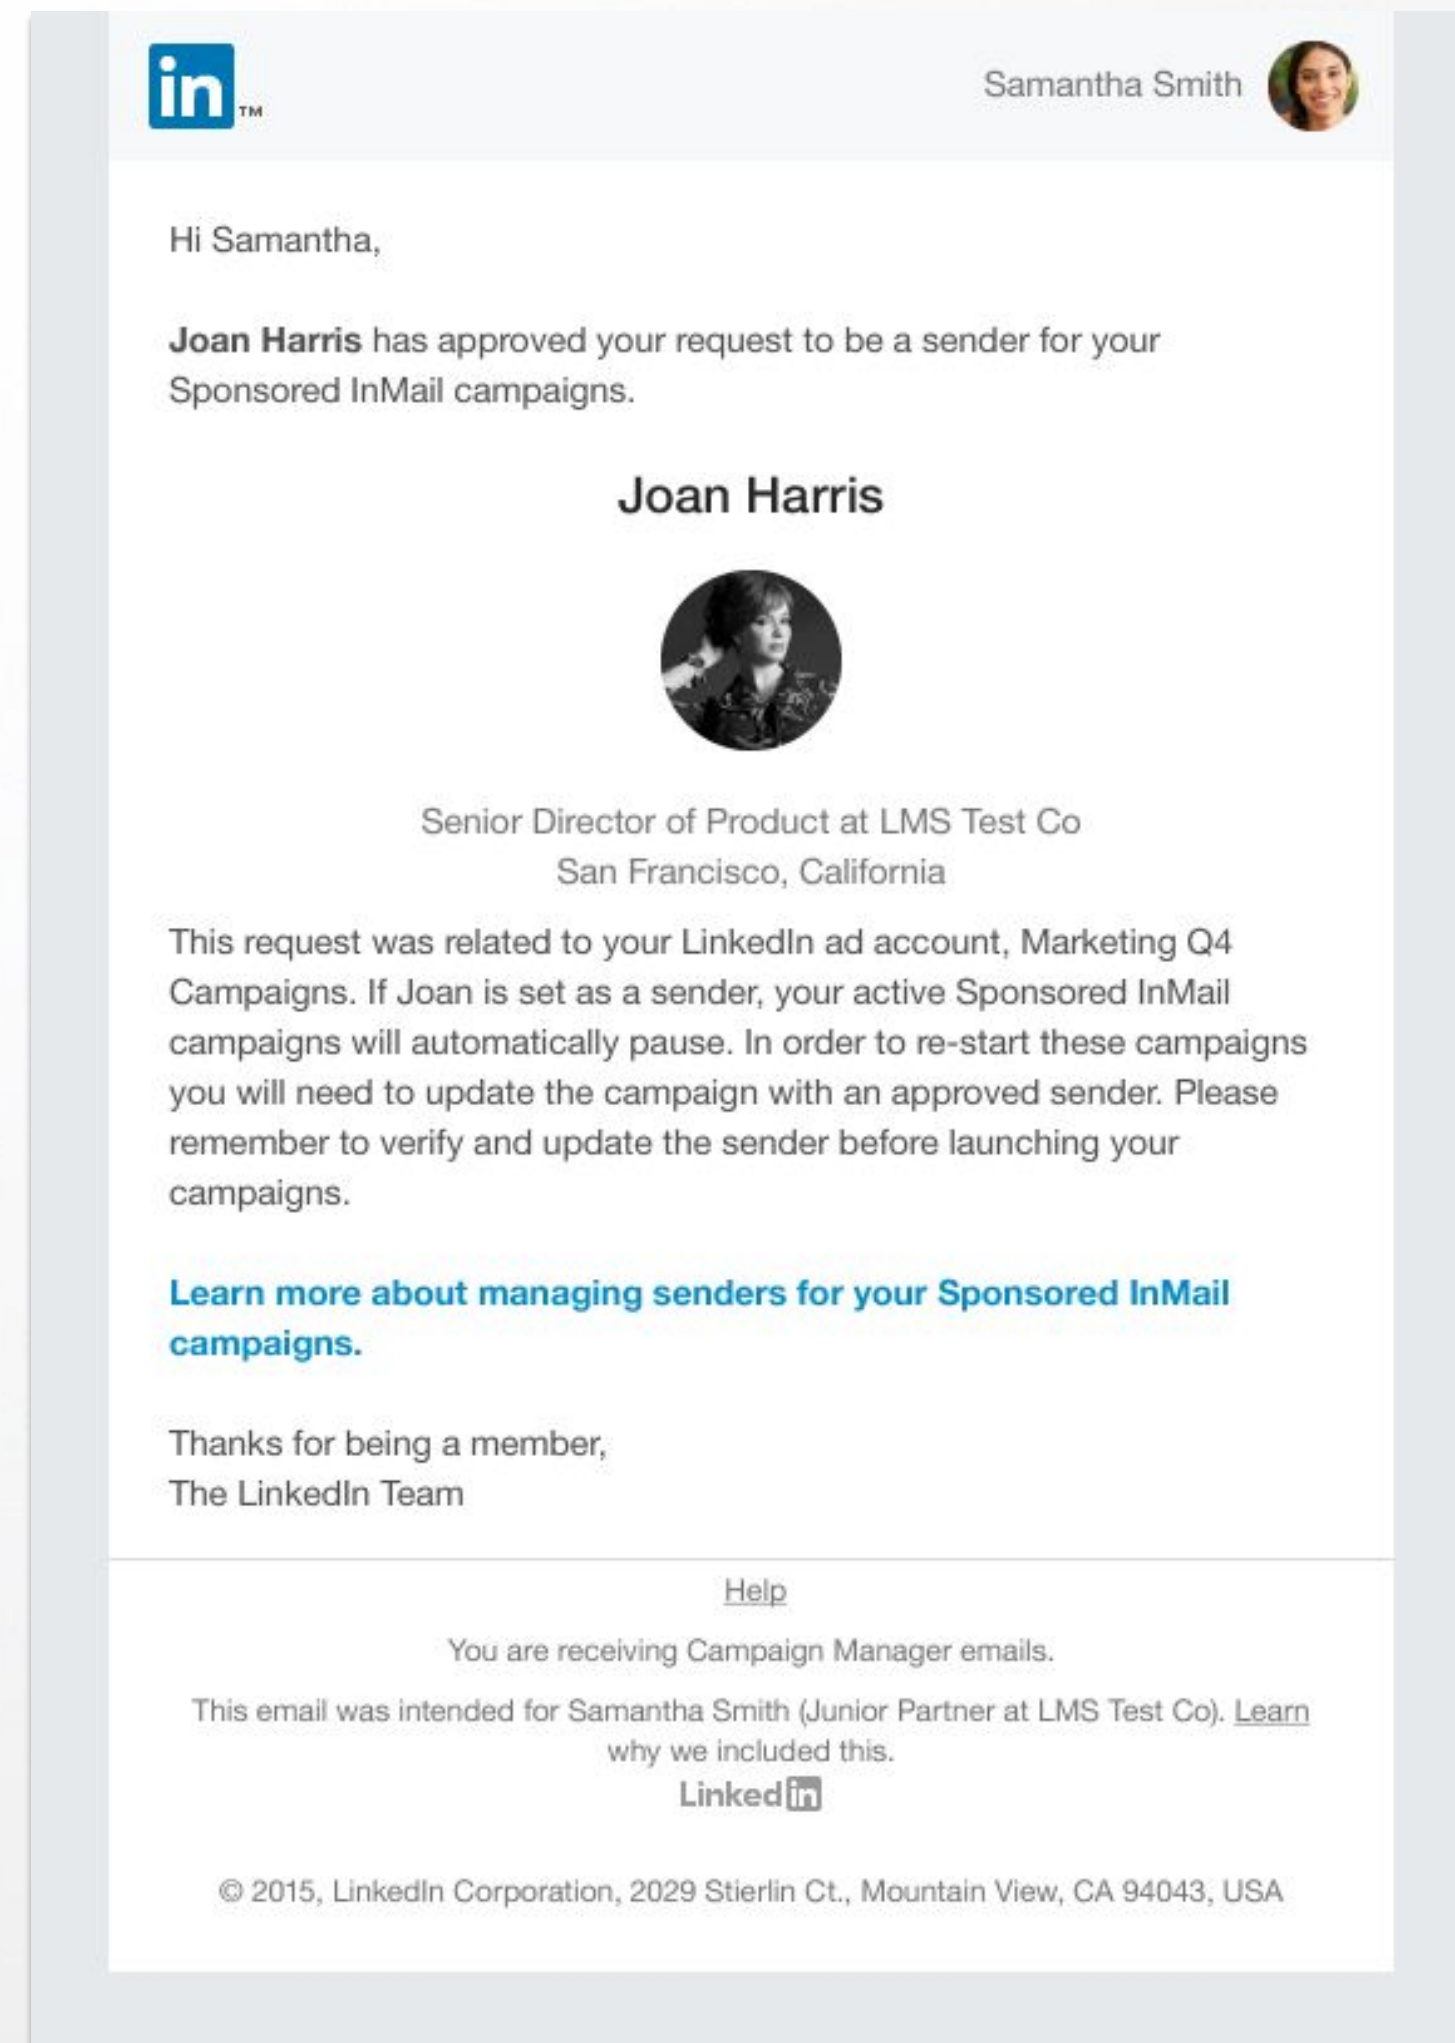 in TM
Samantha Smith
Hi Samantha,
Joan Harris has approved your request to be a sender for your
Sponsored InMail campaigns.
Joan Harris
Senior Director of Product at LMS Test Co
San Francisco, California
This request was related to your LinkedIn ad account, Marketing Q4
Campaigns. If Joan is set as a sender, your active Sponsored InMail
campaigns will automatically pause. In order to re-start these campaigns
you will need to update the campaign with an approved sender. Please
remember to verify and update the sender before launching your
campaigns.
Learn more about managing senders for your Sponsored InMail
campaigns.
Thanks for being a member,
The LinkedIn Team
Help
You are receiving Campaign Manager emails.
This email was intended for Samantha Smith (Junior Partner at LMS Test Co). Learn
why we included this.
Linked in
© 2015, LinkedIn Corporation, 2029 Stierlin Ct., Mountain View, CA 94043, USA